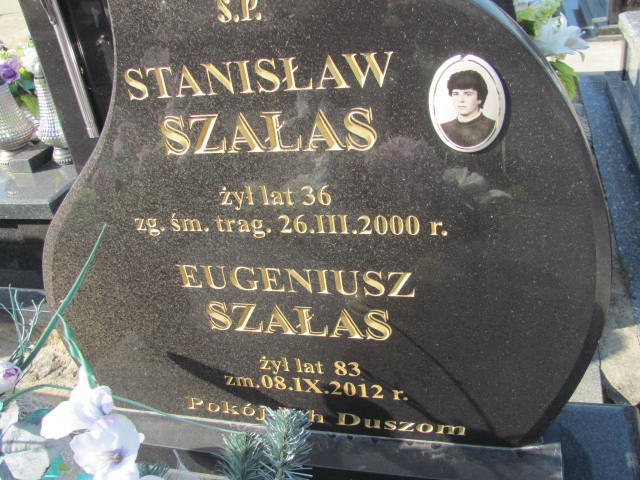 Ś.P.
STANISŁAW
SZAŁAS
żył lat 36
zg. śm. trag. 26.III.2000 r.
EUGENIUSZ
SZAŁAS
żył lat 83
zm.08.IX.2012 r.
Pokój Ich Duszom